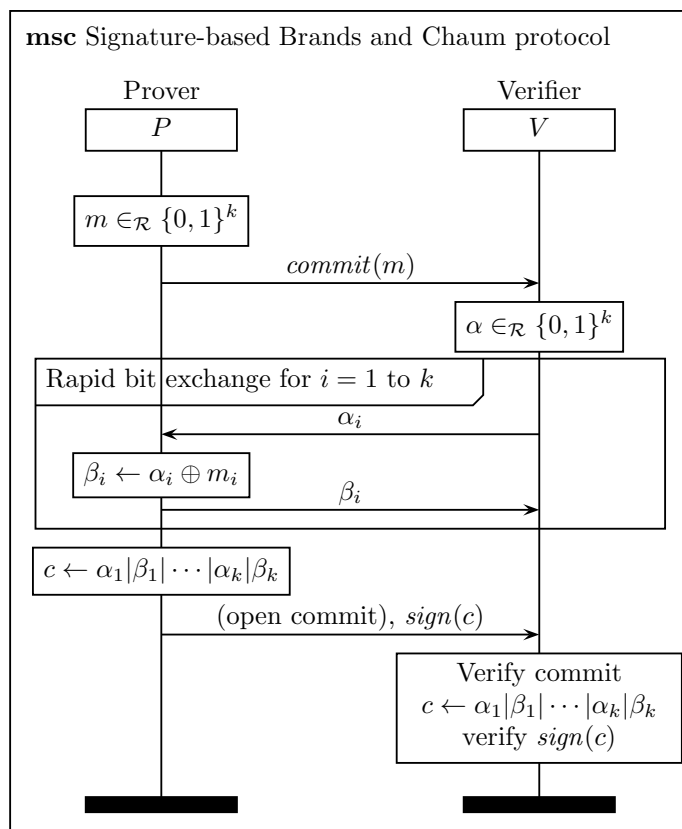 msc Signature-based Brands and Chaum protocol
Prover Verifier
P V
m ∈_R {0, 1}^k
commit(m)
α ∈_R {0, 1}^k
Rapid bit exchange for i = 1 to k
α_i
β_i ← α_i ⊕ m_i
β_i
c ← α_1|β_1| ··· |α_k|β_k
(open commit), sign(c)
Verify commit
c ← α_1|β_1| ··· |α_k|β_k
verify sign(c)